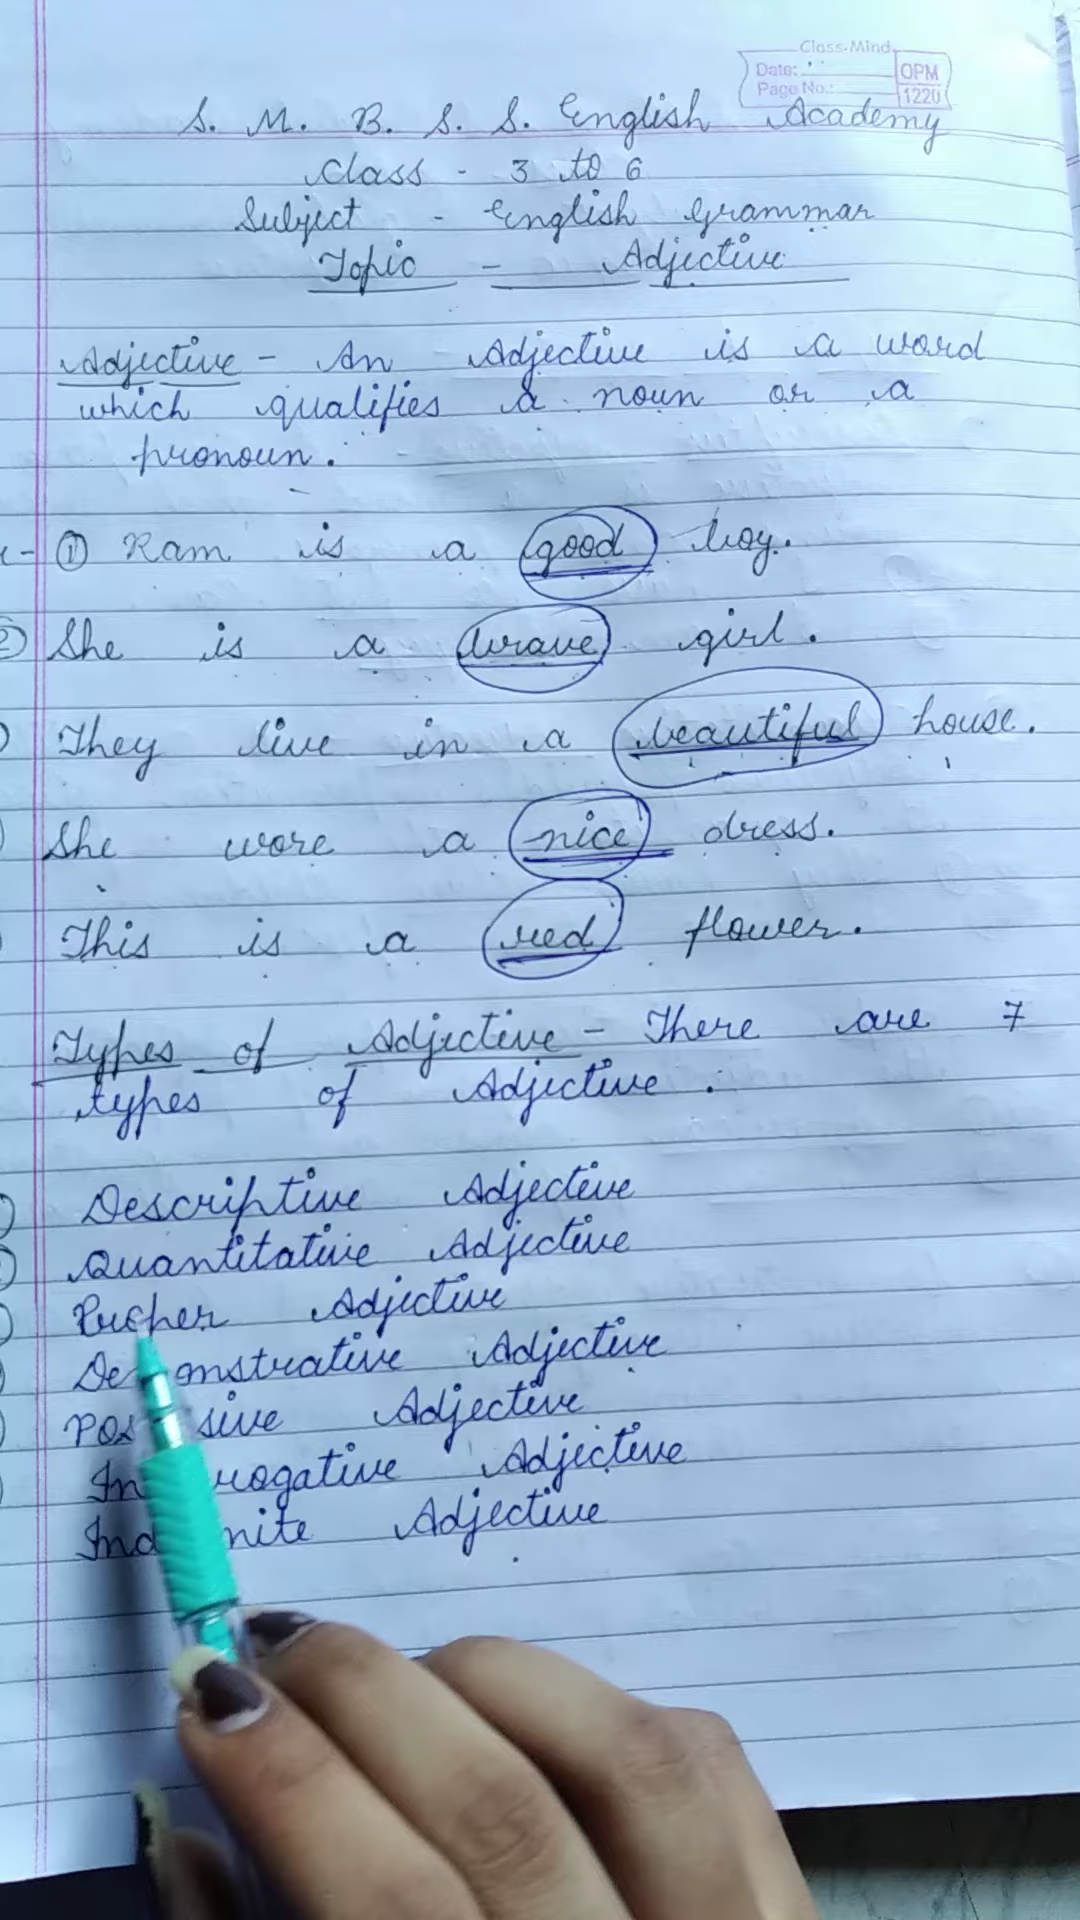 Class-Mind
Date:
Page No.:
OPM
1220
S. M. B. S. S. English Academy
Class - 3 to 6
Subject - English Grammar
Topic - Adjective
Adjective - An Adjective is a word
which qualifies a noun or a
pronoun.
① Ram is a good boy.
② She is a brave girl.
They live in a beautiful house.
She wore a nice dress.
This is a red flower.
Types of Adjective - There are 7
types of Adjective.
Descriptive Adjective
Quantitative Adjective
Adjective
Adjective
Adjective
Adjective
Adjective